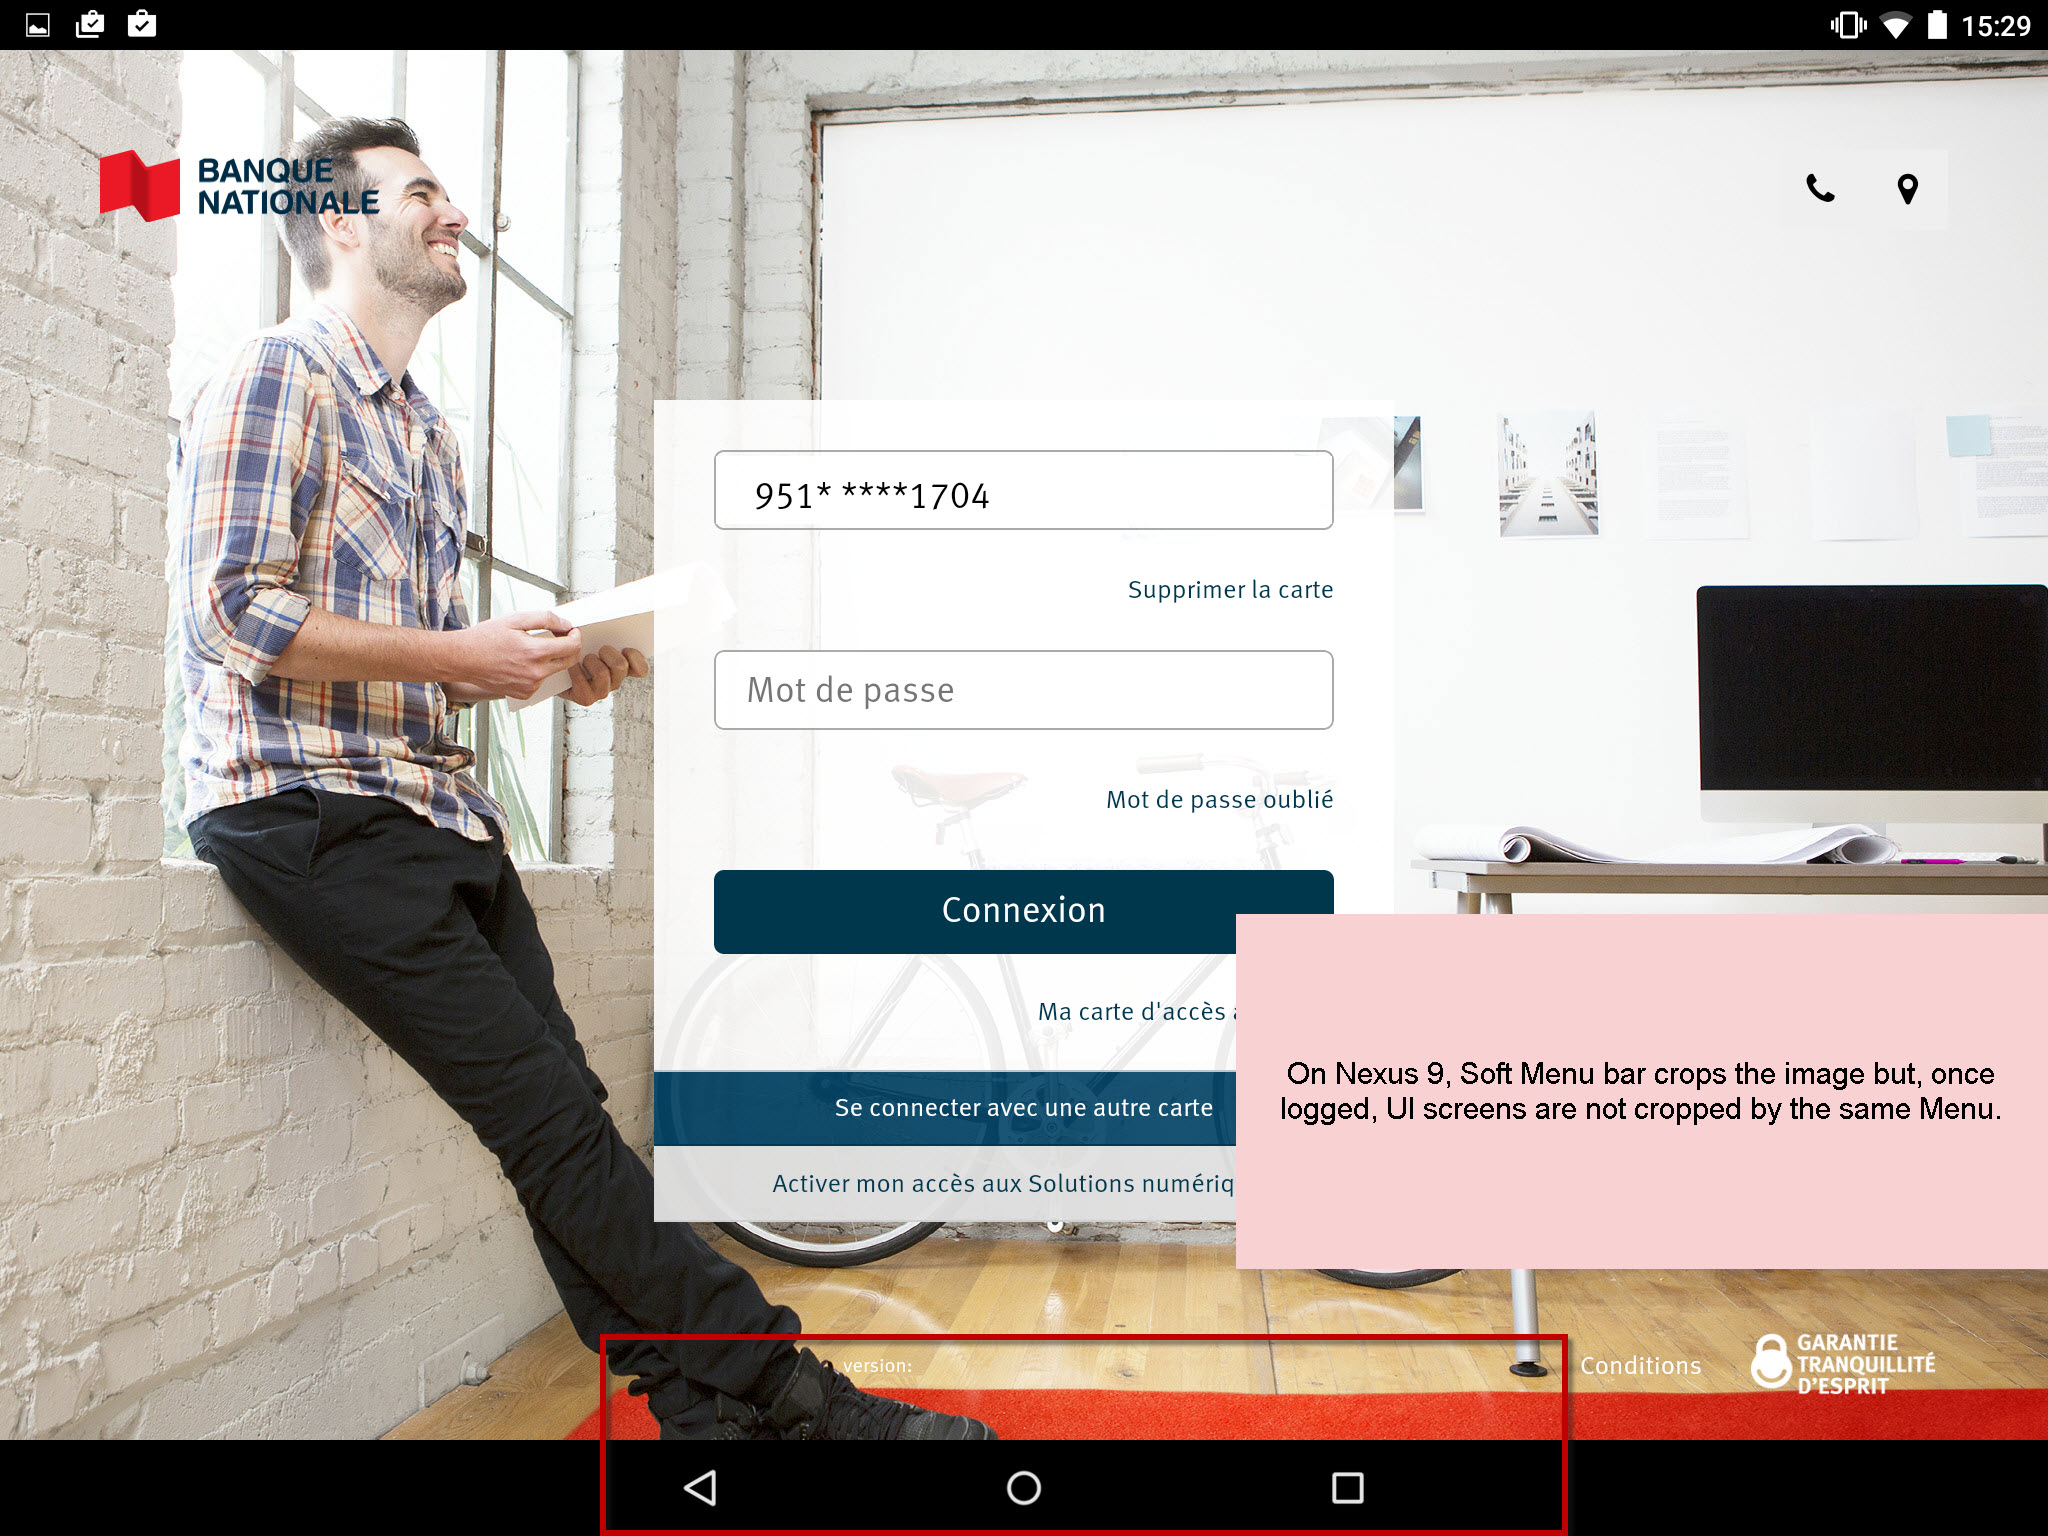 15:29
BANQUE
NATIONALE
951* ****1704
Supprimer la carte
Mot de passe
Mot de passe oublié
Connexion
Ma carte d'accès
Se connecter avec une autre carte
Activer mon accès aux Solutions numériq
On Nexus 9, Soft Menu bar crops the image but, once
logged, UI screens are not cropped by the same Menu.
version:
Conditions
GARANTIE
TRANQUILLITÉ
D'ESPRIT